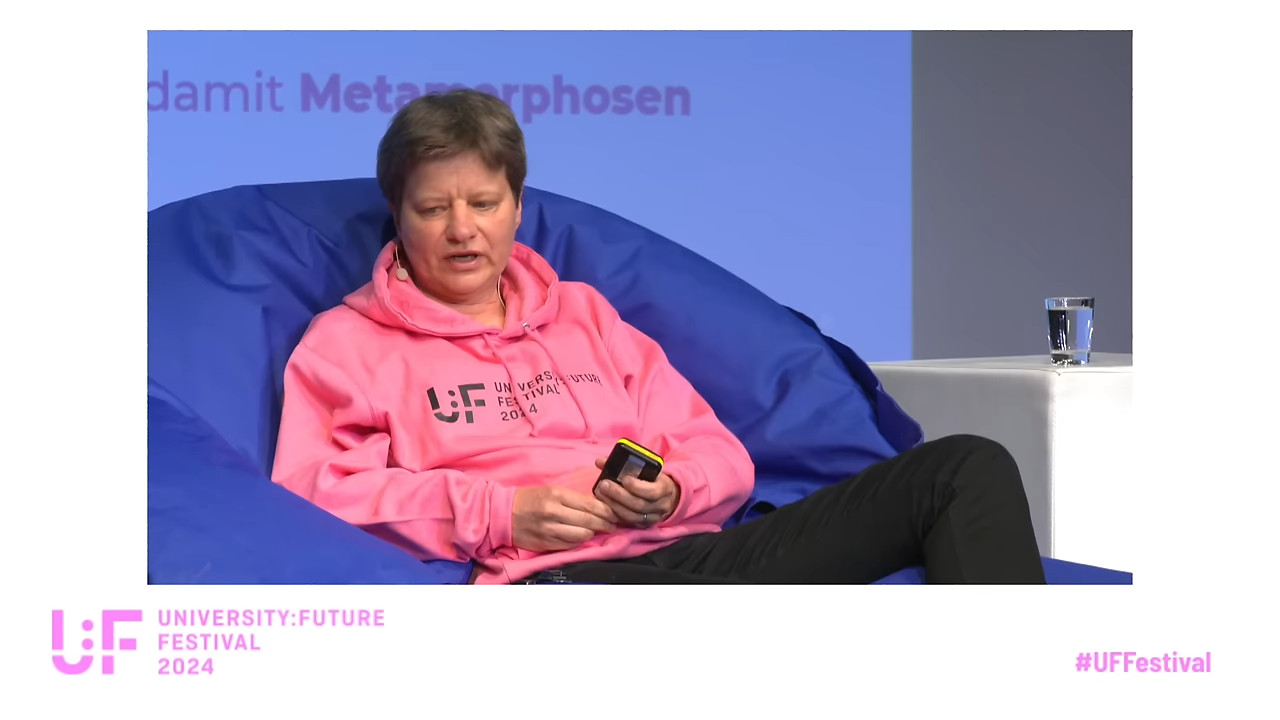 damit Metamorphosen
U:F UNIVERSITY:FUTURE
FESTIVAL
2024
U:F UNIVERSITY:FUTURE
FESTIVAL
2024
#UFFestival